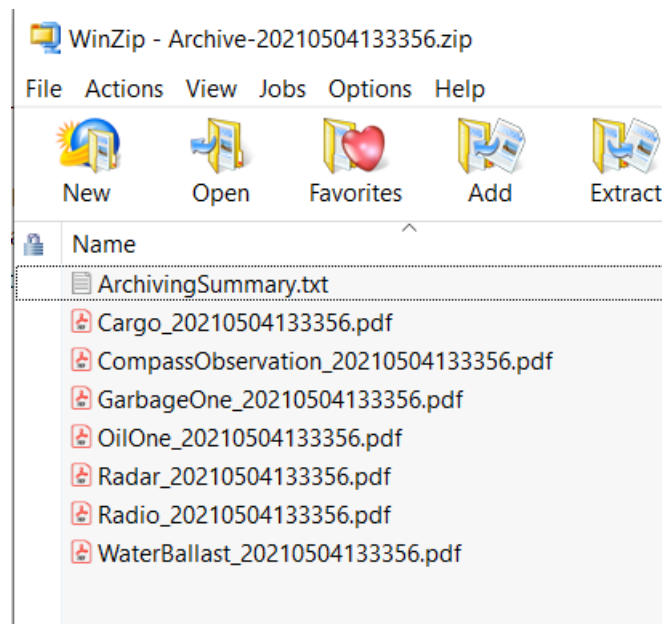 WinZip - Archive-20210504133356.zip
File Actions View Jobs Options Help
New Open Favorites Add Extract
Name
ArchivingSummary.txt
Cargo_20210504133356.pdf
CompassObservation_20210504133356.pdf
GarbageOne_20210504133356.pdf
OilOne_20210504133356.pdf
Radar_20210504133356.pdf
Radio_20210504133356.pdf
WaterBallast_20210504133356.pdf